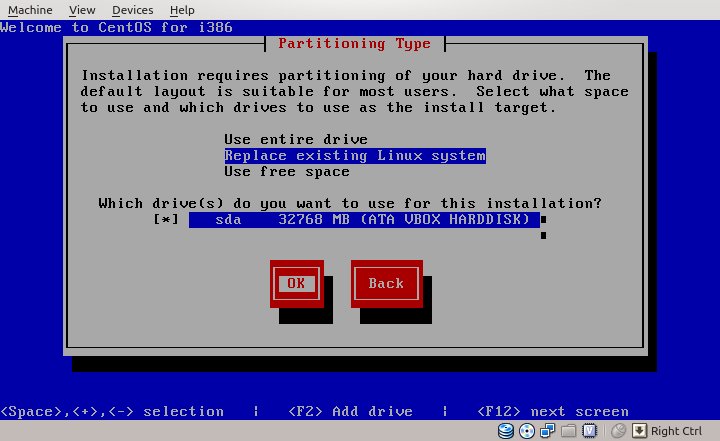 Machine View Devices Help
Welcome to CentOS for i386
Partitioning Type
Installation requires partitioning of your hard drive.  The
default layout is suitable for most users.  Select what space
to use and which drives to use as the install target.
Use entire drive
Replace existing Linux system
Use free space
Which drive(s) do you want to use for this installation?
[*] sda 32768 MB (ATA VBOX HARDDISK)
OK Back
<Space>,<+>,<-> selection | <F2> Add drive | <F12> next screen
Right Ctrl